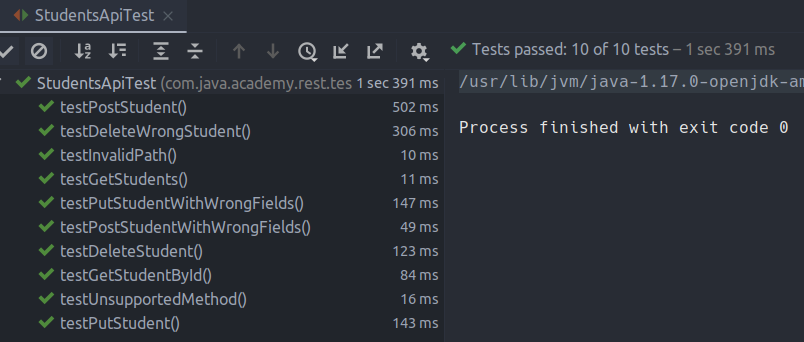 StudentsApiTest
Tests passed: 10 of 10 tests – 1 sec 391 ms
StudentsApiTest (com.java.academy.rest.tes 1 sec 391 ms
testPostStudent() 502 ms
testDeleteWrongStudent() 306 ms
testInvalidPath() 10 ms
testGetStudents() 11 ms
testPutStudentWithWrongFields() 147 ms
testPostStudentWithWrongFields() 49 ms
testDeleteStudent() 123 ms
testGetStudentById() 84 ms
testUnsupportedMethod() 16 ms
testPutStudent() 143 ms
/usr/lib/jvm/java-1.17.0-openjdk-am
Process finished with exit code 0